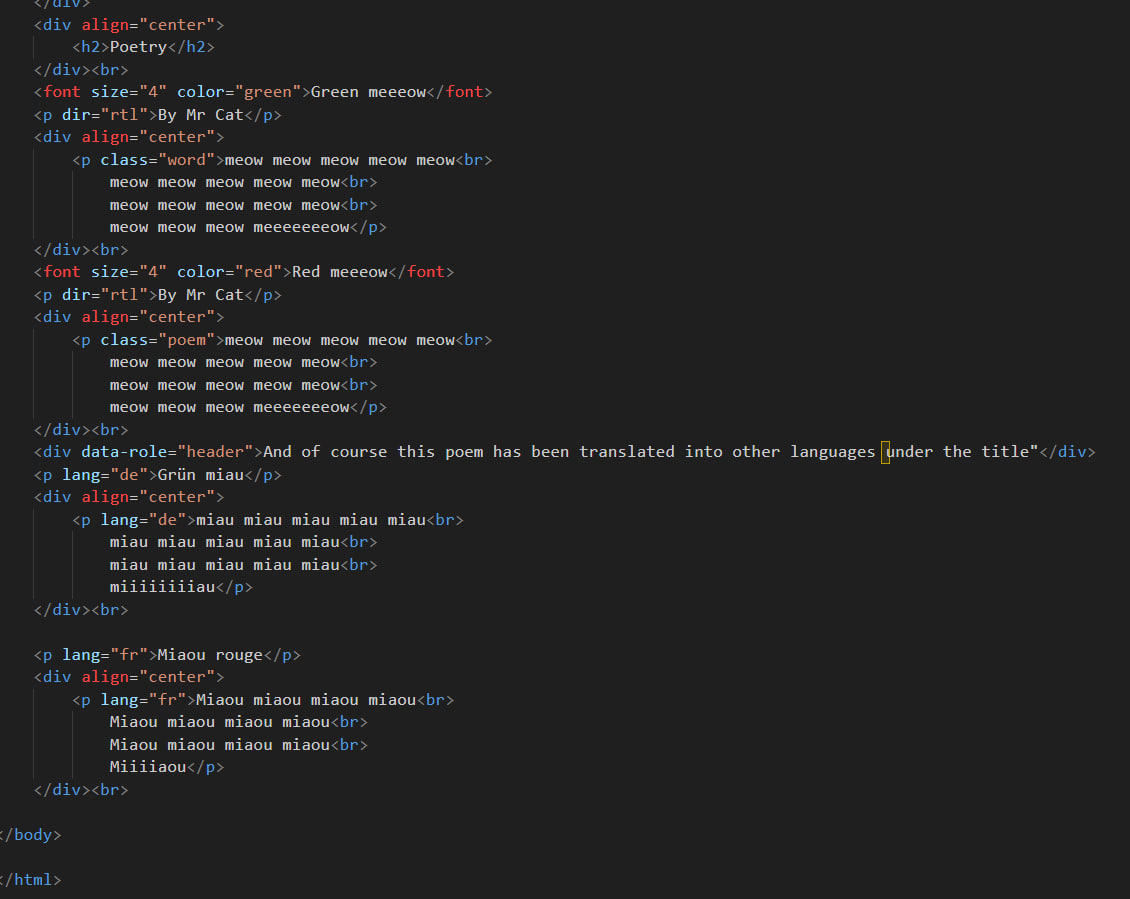 </div>
<div align="center">
<h2>Poetry</h2>
</div><br>
<font size="4" color="green">Green meeeow</font>
<p dir="rtl">By Mr Cat</p>
<div align="center">
<p class="word">meow meow meow meow meow<br>
meow meow meow meow meow<br>
meow meow meow meow meow<br>
meow meow meow meeeeeeeow</p>
</div><br>
<font size="4" color="red">Red meeeow</font>
<p dir="rtl">By Mr Cat</p>
<div align="center">
<p class="poem">meow meow meow meow meow<br>
meow meow meow meow meow<br>
meow meow meow meow meow<br>
meow meow meow meeeeeeeow</p>
</div><br>
<div data-role="header">And of course this poem has been translated into other languages under the title"</div>
<p lang="de">Grün miau</p>
<div align="center">
<p lang="de">miau miau miau miau miau<br>
miau miau miau miau miau<br>
miau miau miau miau miau<br>
miiiiiiiiau</p>
</div><br>
<p lang="fr">Miaou rouge</p>
<div align="center">
<p lang="fr">Miaou miaou miaou miaou<br>
Miaou miaou miaou miaou<br>
Miaou miaou miaou miaou<br>
Miiiiaou</p>
</div><br>
</body>
</html>